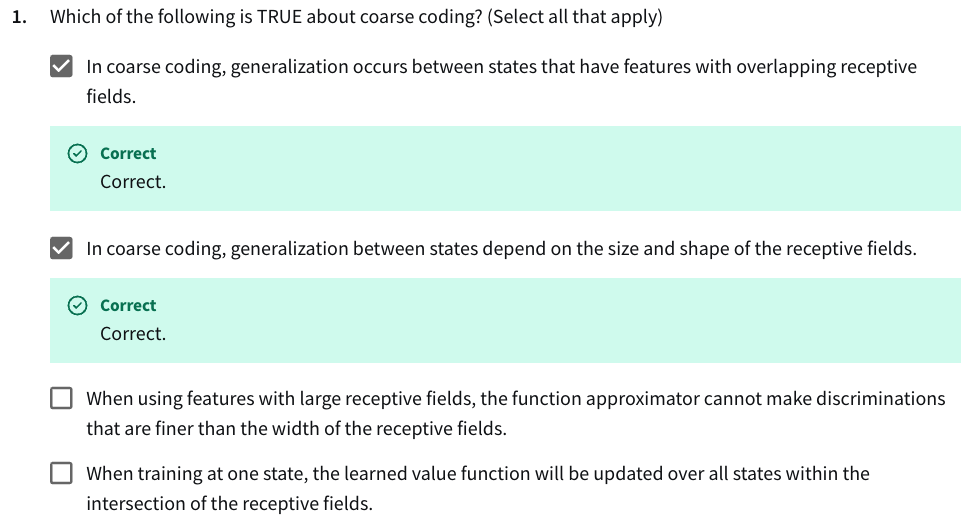 1. Which of the following is TRUE about coarse coding? (Select all that apply)
In coarse coding, generalization occurs between states that have features with overlapping receptive
fields.
Correct
Correct.
In coarse coding, generalization between states depend on the size and shape of the receptive fields.
Correct
Correct.
When using features with large receptive fields, the function approximator cannot make discriminations
that are finer than the width of the receptive fields.
When training at one state, the learned value function will be updated over all states within the
intersection of the receptive fields.